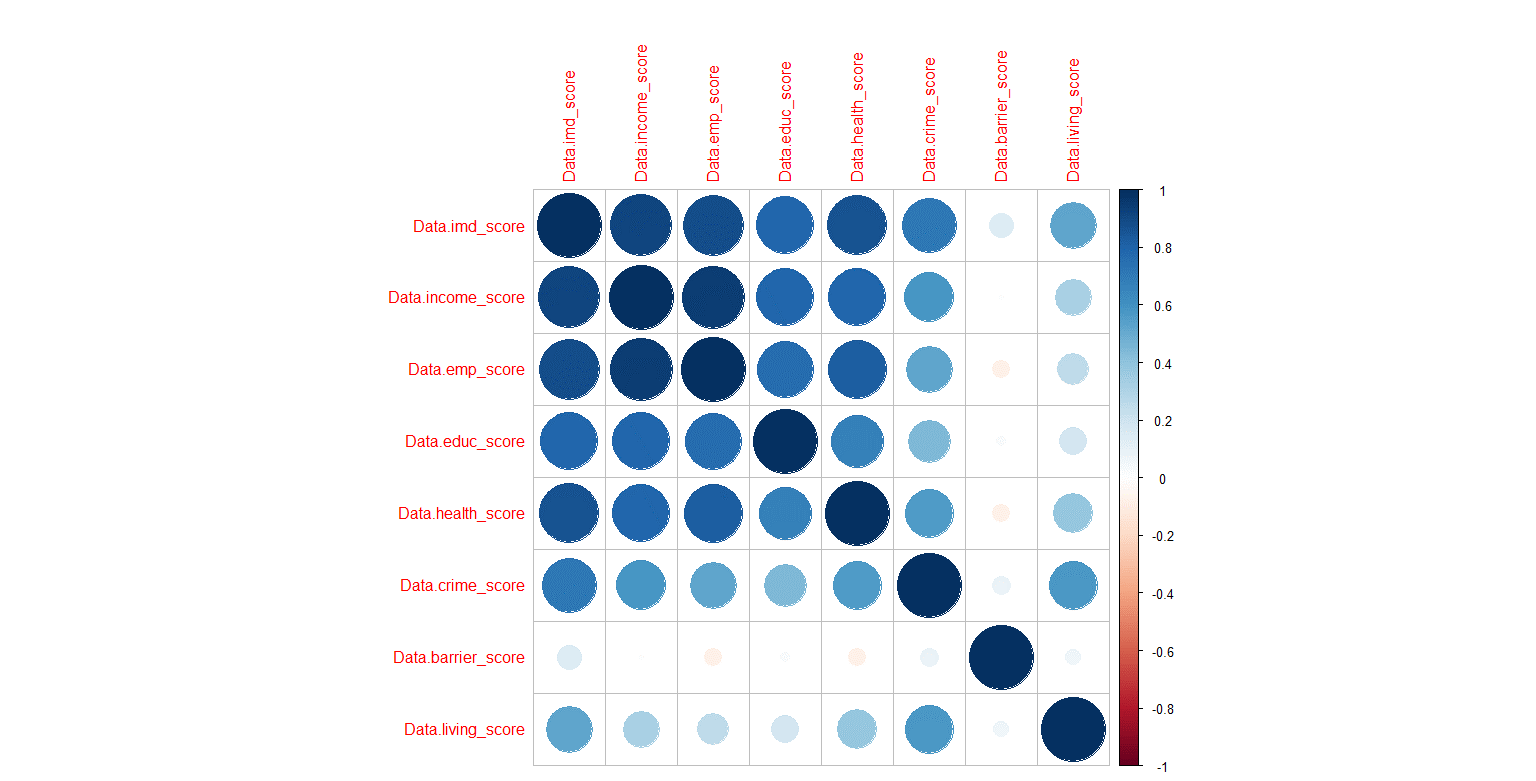 Data.imd_score
Data.income_score
Data.emp_score
Data.educ_score
Data.health_score
Data.crime_score
Data.barrier_score
Data.living_score
Data.imd_score
Data.income_score
Data.emp_score
Data.educ_score
Data.health_score
Data.crime_score
Data.barrier_score
Data.living_score
1
0.8
0.6
0.4
0.2
0
-0.2
-0.4
-0.6
-0.8
-1